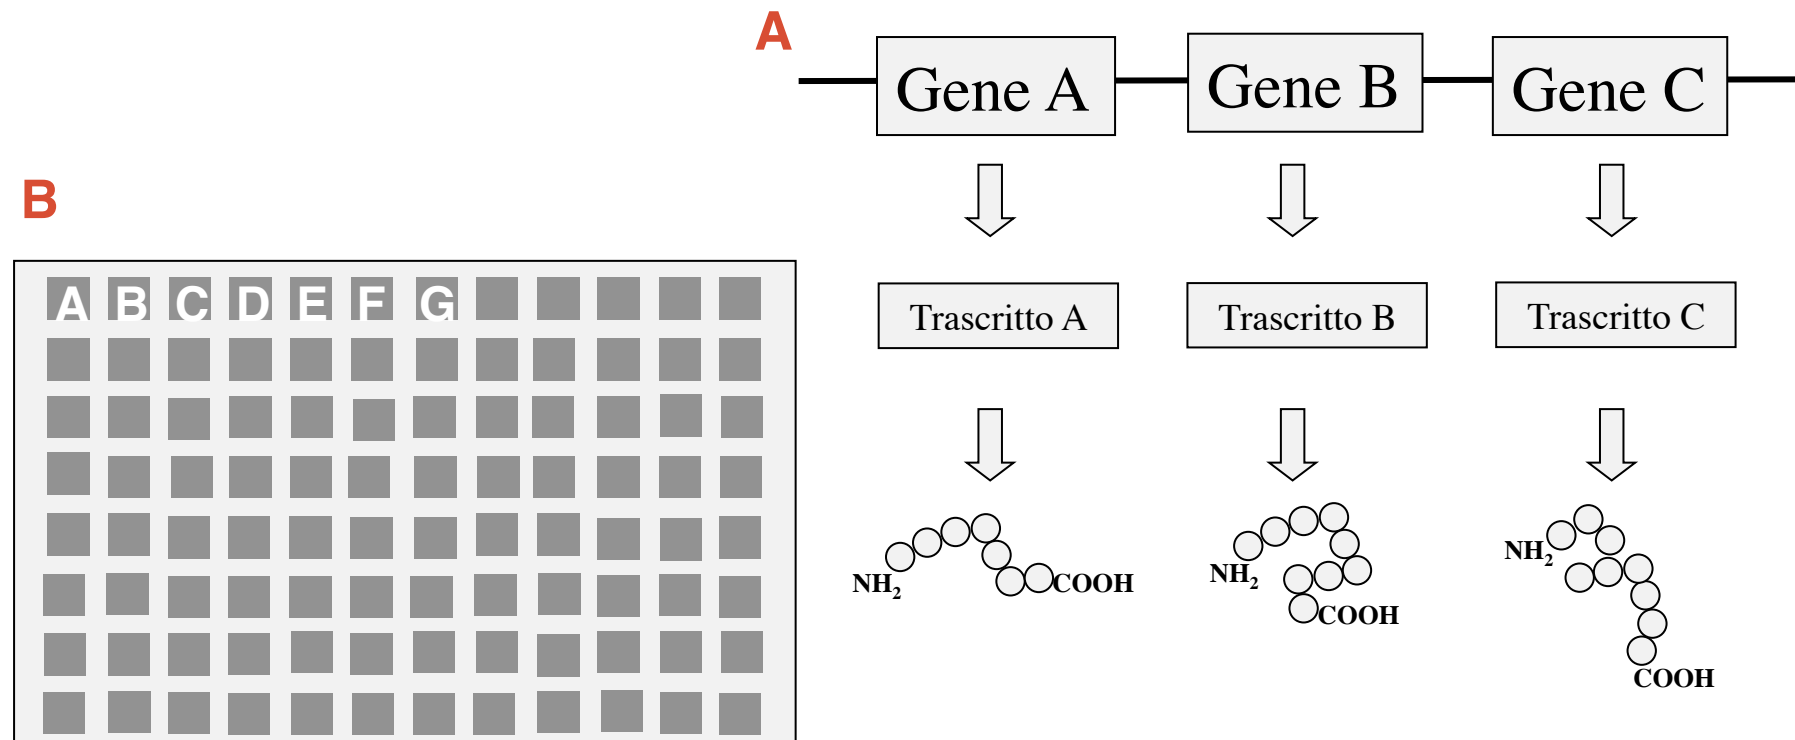 A
Gene A Gene B Gene C
B
A B C D E F G
Trascritto A Trascritto B Trascritto C
NH₂ COOH
NH₂ COOH
NH₂ COOH